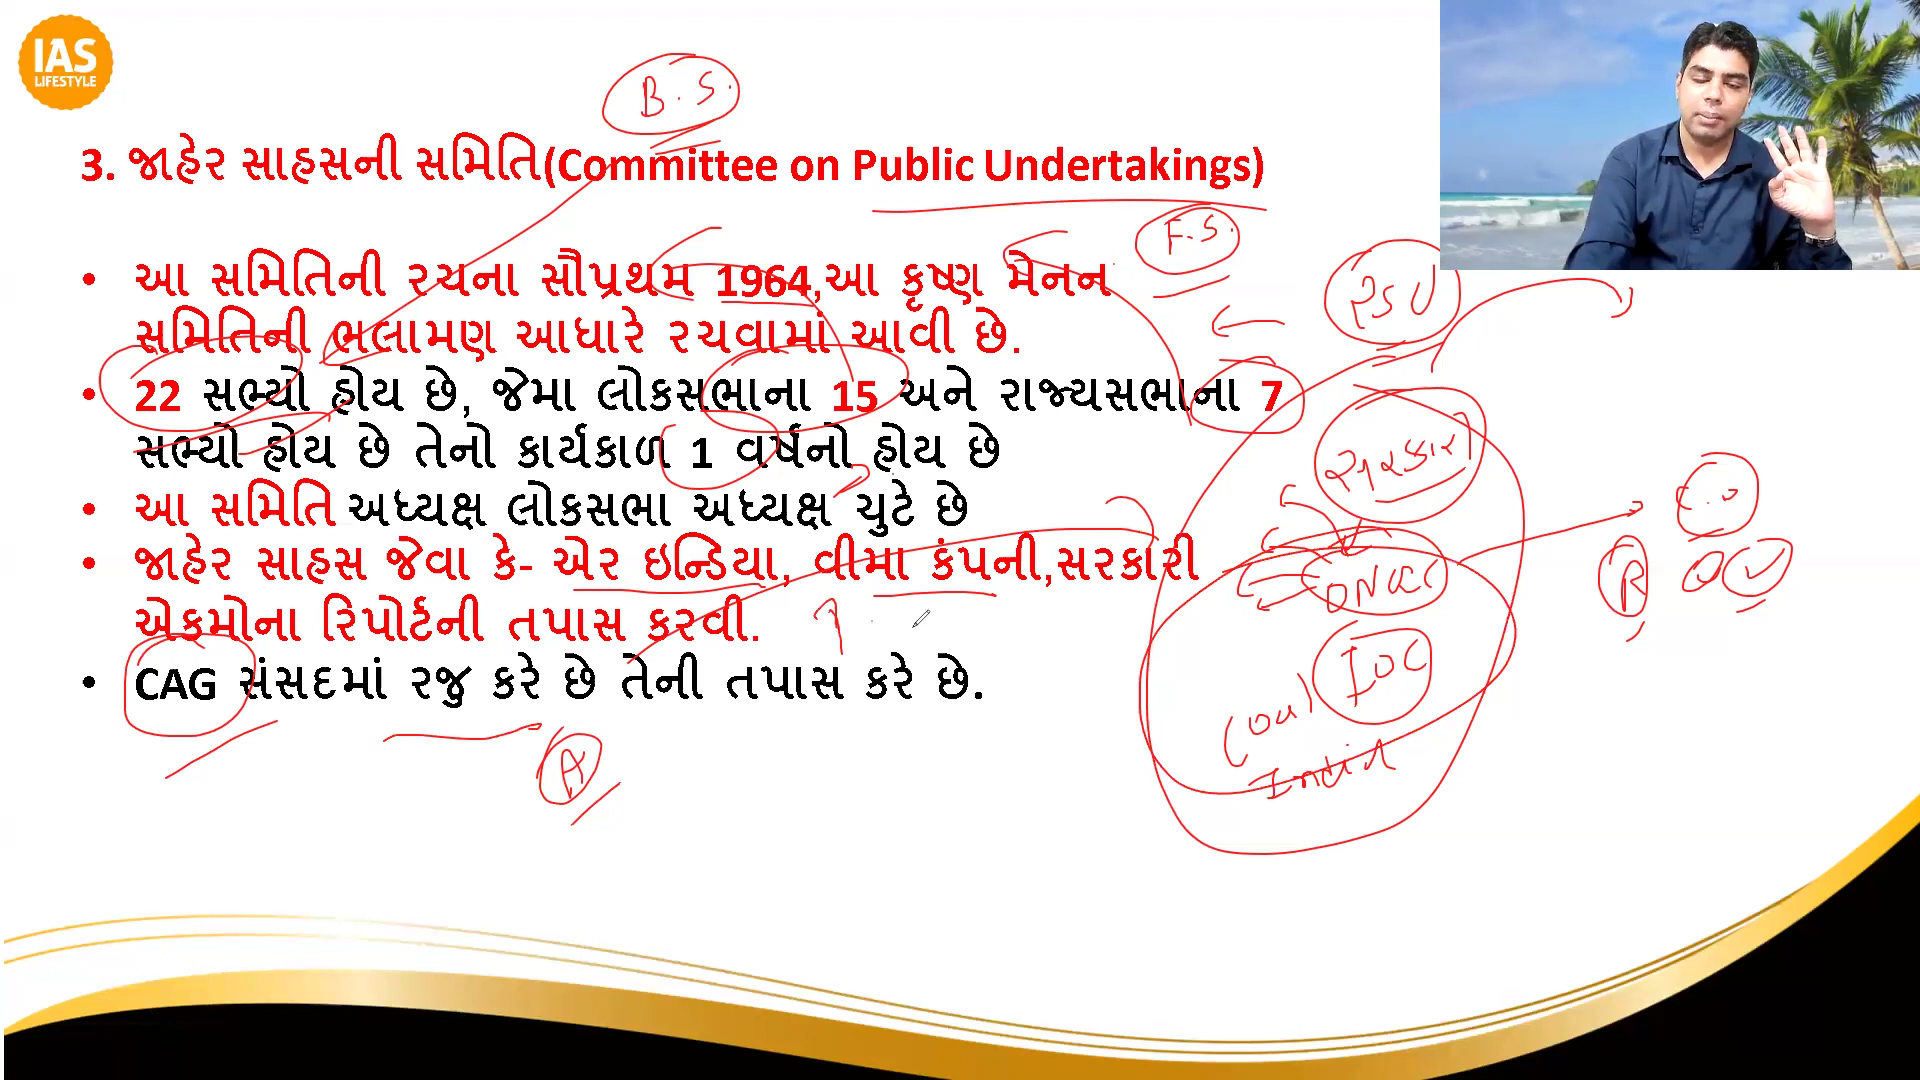 IAS
LIFESTYLE
B.S.
3. જાહેર સાહસની સમિતિ(Committee on Public Undertakings)
F.S.
• આ સમિતિની રચના સૌપ્રથમ 1964,આ કૃષ્ણ મેનન
સમિતિની ભલામણ આધારે રચવામાં આવી છે.
PSU
• 22 સભ્યો હોય છે, જેમા લોકસભાના 15 અને રાજ્યસભાના 7
સભ્યો હોય છે તેનો કાર્યકાળ 1 વર્ષનો હોય છે
સરકાર
• આ સમિતિ અધ્યક્ષ લોકસભા અધ્યક્ષ ચુટે છે
• જાહેર સાહસ જેવા કે- એર ઇન્ડિયા, વીમા કંપની,સરકારી
એકમોના રિપોર્ટની તપાસ કરવી.
ONGC
R
IOC
• CAG સંસદમાં રજુ કરે છે તેની તપાસ કરે છે.
Coal
India
A